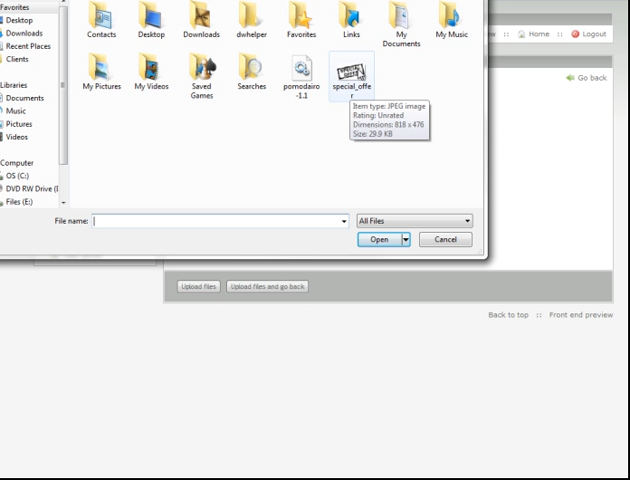 Favorites
Desktop
Downloads
Recent Places
Clients
Libraries
Documents
Music
Pictures
Videos
Computer
OS (C:)
DVD RW Drive (
Files (E:)
Contacts
Desktop
Downloads
dwhelper
Favorites
Links
My Documents
My Music
My Pictures
My Videos
Saved Games
Searches
pomodairo
-1.1
special_offe
r
Item type: JPEG image
Rating: Unrated
Dimensions: 818 x 476
Size: 29.9 KB
File name:
All Files
Open
Cancel
:: Home :: Logout
Go back
Upload files
Upload files and go back
Back to top :: Front end preview